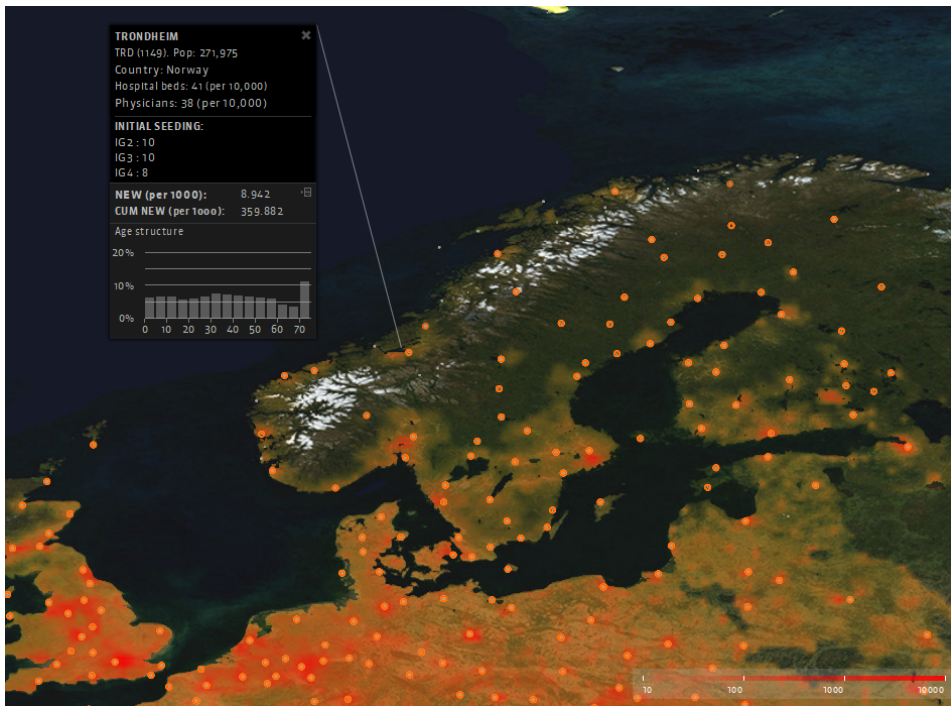 TRONDHEIM
TRD (1149). Pop: 271,975
Country: Norway
Hospital beds: 41 (per 10,000)
Physicians: 38 (per 10,000)
INITIAL SEEDING:
IG2 : 10
IG3 : 10
IG4 : 8
NEW (per 1000): 8.942
CUM NEW (per 1000): 359.882
Age structure
20%
10%
0%
0 10 20 30 40 50 60 70
10 100 1000 10000